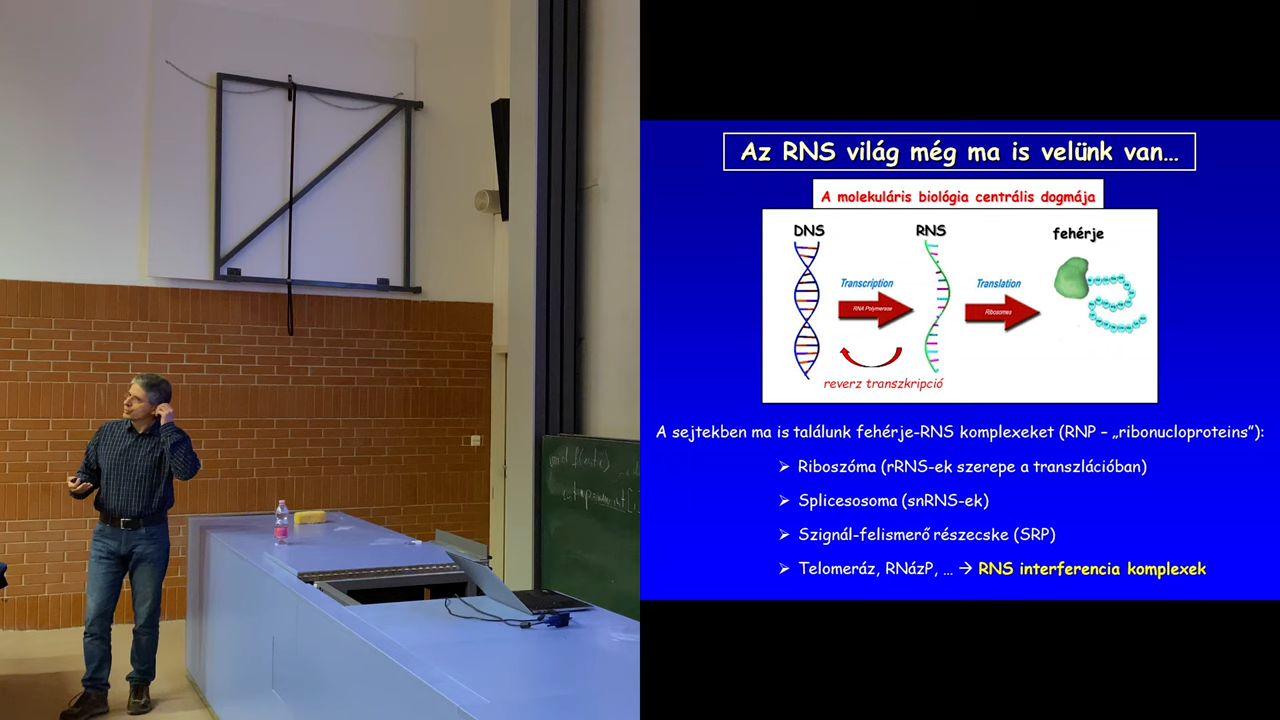 Az RNS világ még ma is velünk van…
A molekuláris biológia centrális dogmája
DNS
RNS
fehérje
Transcription
Translation
RNA Polymerase
Ribosomes
reverz transzkripció
A sejtekben ma is találunk fehérje-RNS komplexeket (RNP – „ribonucloproteins”):
➢ Riboszóma (rRNS-ek szerepe a transzlációban)
➢ Splicesosoma (snRNS-ek)
➢ Szignál-felismerő részecske (SRP)
➢ Telomeráz, RNázP, … → RNS interferencia komplexek